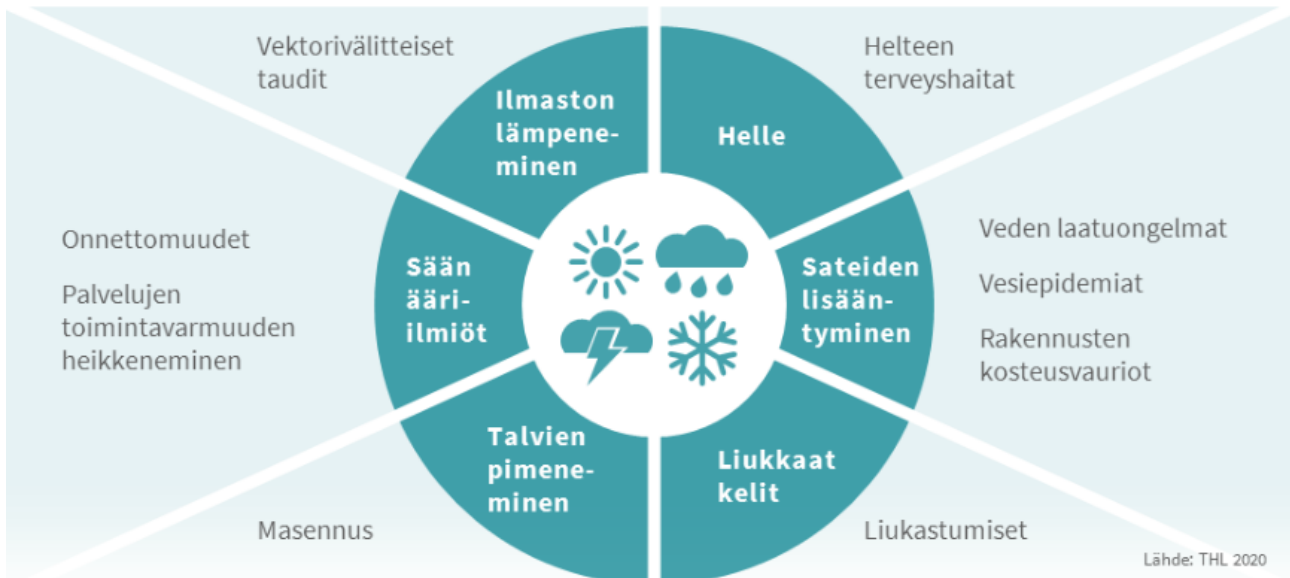 Vektorivälitteiset
taudit
Ilmaston
lämpene-
minen
Helle
Helteen
terveyshaitat
Onnettomuudet
Palvelujen
toimintavarmuuden
heikkeneminen
Sään
ääri-
ilmiöt
Sateiden
lisään-
tyminen
Veden laatuongelmat
Vesiepidemiat
Rakennusten
kosteusvauriot
Talvien
pimene-
minen
Masennus
Liukkaat
kelit
Liukastumiset
Lähde: THL 2020